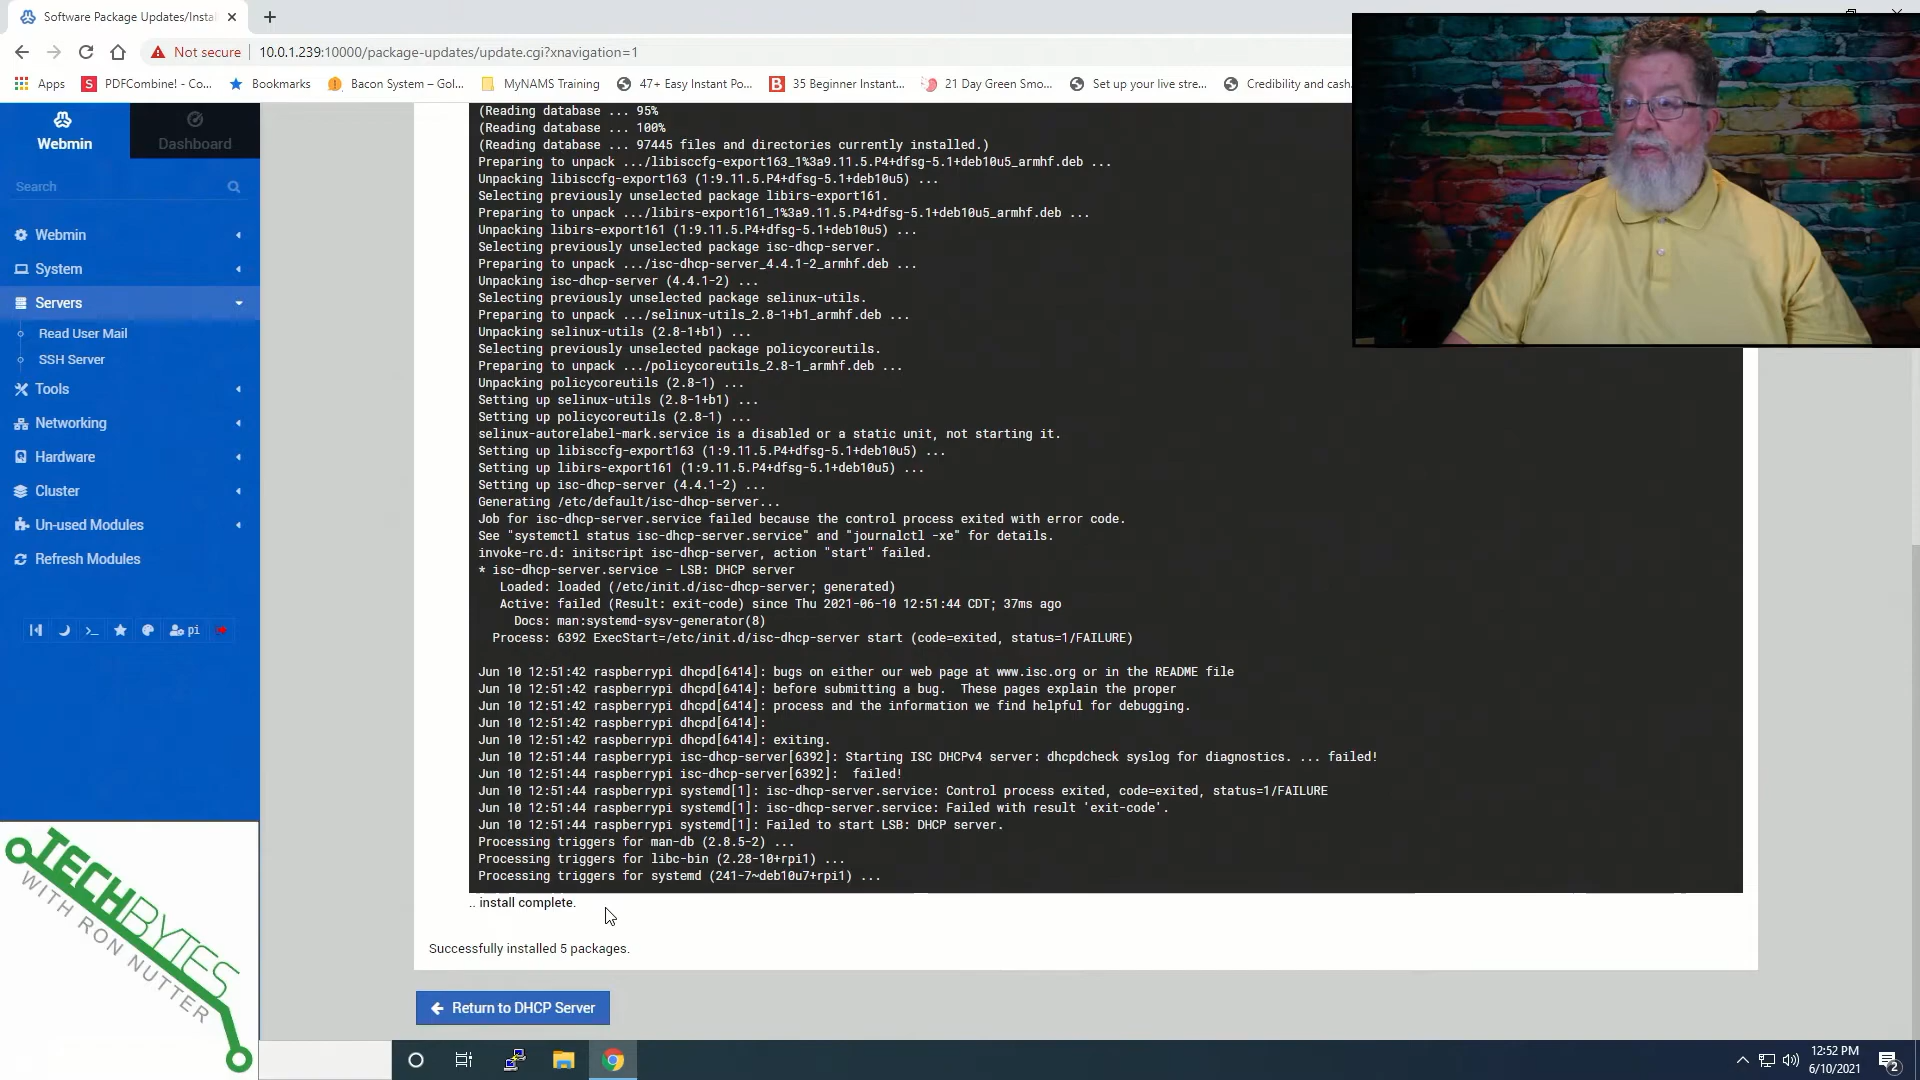 Software Package Updates/Insta
Not secure
10.0.1.239:10000/package-updates/update.cgi?xnavigation=1
Apps
PDFCombine! - Co...
Bookmarks
Bacon System – Gol...
MyNAMS Training
47+ Easy Instant Po...
35 Beginner Instant...
21 Day Green Smo...
Set up your live stre...
Credibility and cash
Webmin
Dashboard
Search
Webmin
System
Servers
Read User Mail
SSH Server
Tools
Networking
Hardware
Cluster
Un-used Modules
Refresh Modules
pi
(Reading database ... 95%
(Reading database ... 100%
(Reading database ... 97445 files and directories currently installed.)
Preparing to unpack .../libisccfg-export163_1%3a9.11.5.P4+dfsg-5.1+deb10u5_armhf.deb ...
Unpacking libisccfg-export163 (1:9.11.5.P4+dfsg-5.1+deb10u5) ...
Selecting previously unselected package libirs-export161.
Preparing to unpack .../libirs-export161_1%3a9.11.5.P4+dfsg-5.1+deb10u5_armhf.deb ...
Unpacking libirs-export161 (1:9.11.5.P4+dfsg-5.1+deb10u5) ...
Selecting previously unselected package isc-dhcp-server.
Preparing to unpack .../isc-dhcp-server_4.4.1-2_armhf.deb ...
Unpacking isc-dhcp-server (4.4.1-2) ...
Selecting previously unselected package selinux-utils.
Preparing to unpack .../selinux-utils_2.8-1+b1_armhf.deb ...
Unpacking selinux-utils (2.8-1+b1) ...
Selecting previously unselected package policycoreutils.
Preparing to unpack .../policycoreutils_2.8-1_armhf.deb ...
Unpacking policycoreutils (2.8-1) ...
Setting up selinux-utils (2.8-1+b1) ...
Setting up policycoreutils (2.8-1) ...
selinux-autorelabel-mark.service is a disabled or a static unit, not starting it.
Setting up libisccfg-export163 (1:9.11.5.P4+dfsg-5.1+deb10u5) ...
Setting up libirs-export161 (1:9.11.5.P4+dfsg-5.1+deb10u5) ...
Setting up isc-dhcp-server (4.4.1-2) ...
Generating /etc/default/isc-dhcp-server...
Job for isc-dhcp-server.service failed because the control process exited with error code.
See "systemctl status isc-dhcp-server.service" and "journalctl -xe" for details.
invoke-rc.d: initscript isc-dhcp-server, action "start" failed.
* isc-dhcp-server.service - LSB: DHCP server
Loaded: loaded (/etc/init.d/isc-dhcp-server; generated)
Active: failed (Result: exit-code) since Thu 2021-06-10 12:51:44 CDT; 37ms ago
Docs: man:systemd-sysv-generator(8)
Process: 6392 ExecStart=/etc/init.d/isc-dhcp-server start (code=exited, status=1/FAILURE)
Jun 10 12:51:42 raspberrypi dhcpd[6414]: bugs on either our web page at www.isc.org or in the README file
Jun 10 12:51:42 raspberrypi dhcpd[6414]: before submitting a bug.  These pages explain the proper
Jun 10 12:51:42 raspberrypi dhcpd[6414]: process and the information we find helpful for debugging.
Jun 10 12:51:42 raspberrypi dhcpd[6414]:
Jun 10 12:51:42 raspberrypi dhcpd[6414]: exiting.
Jun 10 12:51:44 raspberrypi isc-dhcp-server[6392]: Starting ISC DHCPv4 server: dhcpdcheck syslog for diagnostics. ... failed!
Jun 10 12:51:44 raspberrypi isc-dhcp-server[6392]:  failed!
Jun 10 12:51:44 raspberrypi systemd[1]: isc-dhcp-server.service: Control process exited, code=exited, status=1/FAILURE
Jun 10 12:51:44 raspberrypi systemd[1]: isc-dhcp-server.service: Failed with result 'exit-code'.
Jun 10 12:51:44 raspberrypi systemd[1]: Failed to start LSB: DHCP server.
Processing triggers for man-db (2.8.5-2) ...
Processing triggers for libc-bin (2.28-10+rpi1) ...
Processing triggers for systemd (241-7~deb10u7+rpi1) ...
.. install complete.
Successfully installed 5 packages.
Return to DHCP Server
TECHBYTES
WITH RON NUTTER
12:52 PM
6/10/2021
2